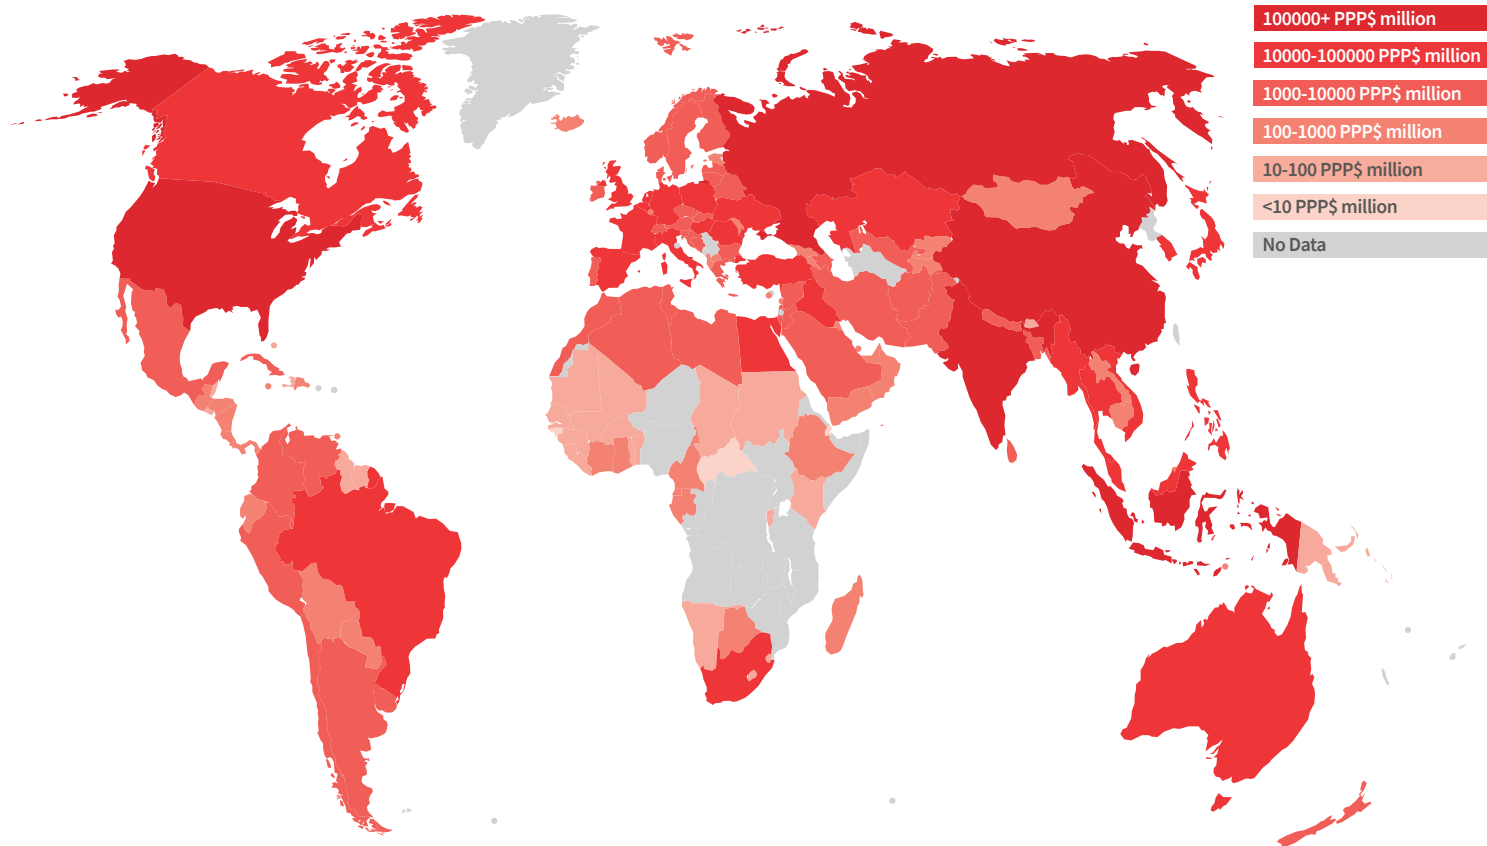 100000+ PPP$ million
10000-100000 PPP$ million
1000-10000 PPP$ million
100-1000 PPP$ million
10-100 PPP$ million
<10 PPP$ million
No Data